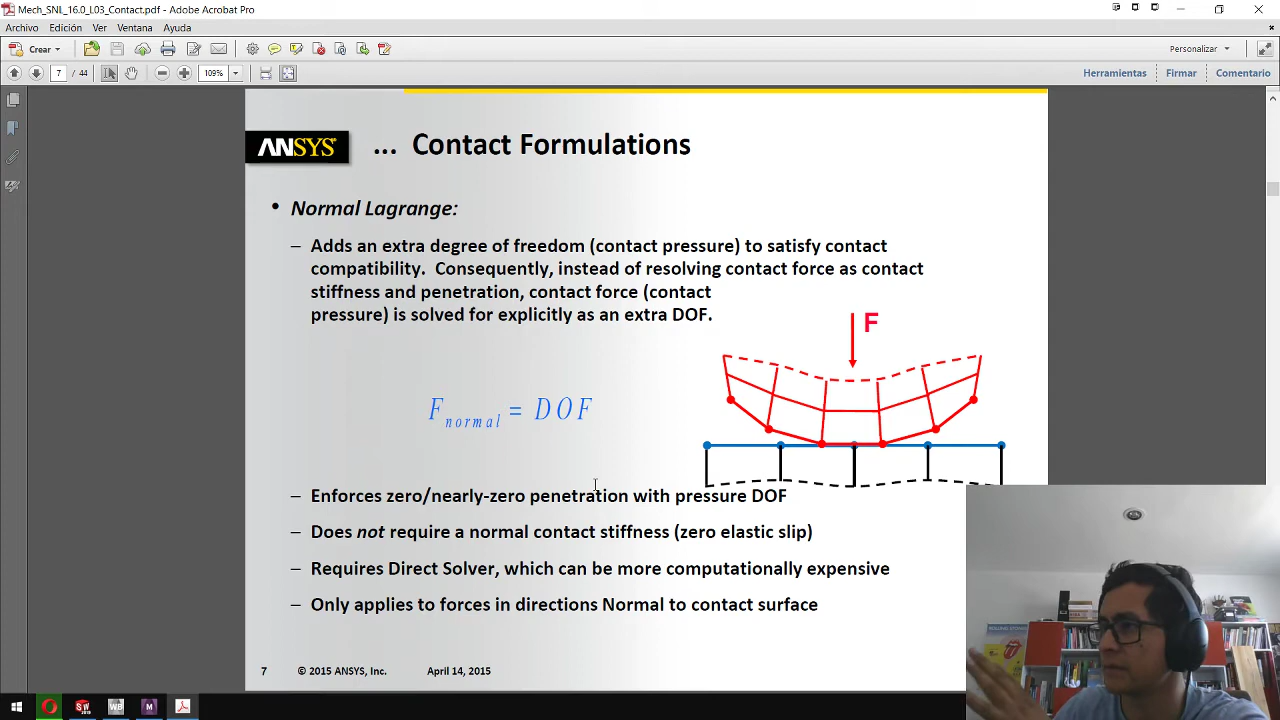 Mech_SNL_16.0_L03_Contact.pdf - Adobe Acrobat Pro
Archivo Edición Ver Ventana Ayuda
Crear
Personalizar
7 / 44
109%
Herramientas Firmar Comentario
ANSYS
... Contact Formulations
• Normal Lagrange:
– Adds an extra degree of freedom (contact pressure) to satisfy contact
compatibility. Consequently, instead of resolving contact force as contact
stiffness and penetration, contact force (contact
pressure) is solved for explicitly as an extra DOF.
F
F normal = DOF
– Enforces zero/nearly-zero penetration with pressure DOF
– Does not require a normal contact stiffness (zero elastic slip)
– Requires Direct Solver, which can be more computationally expensive
– Only applies to forces in directions Normal to contact surface
7 © 2015 ANSYS, Inc. April 14, 2015